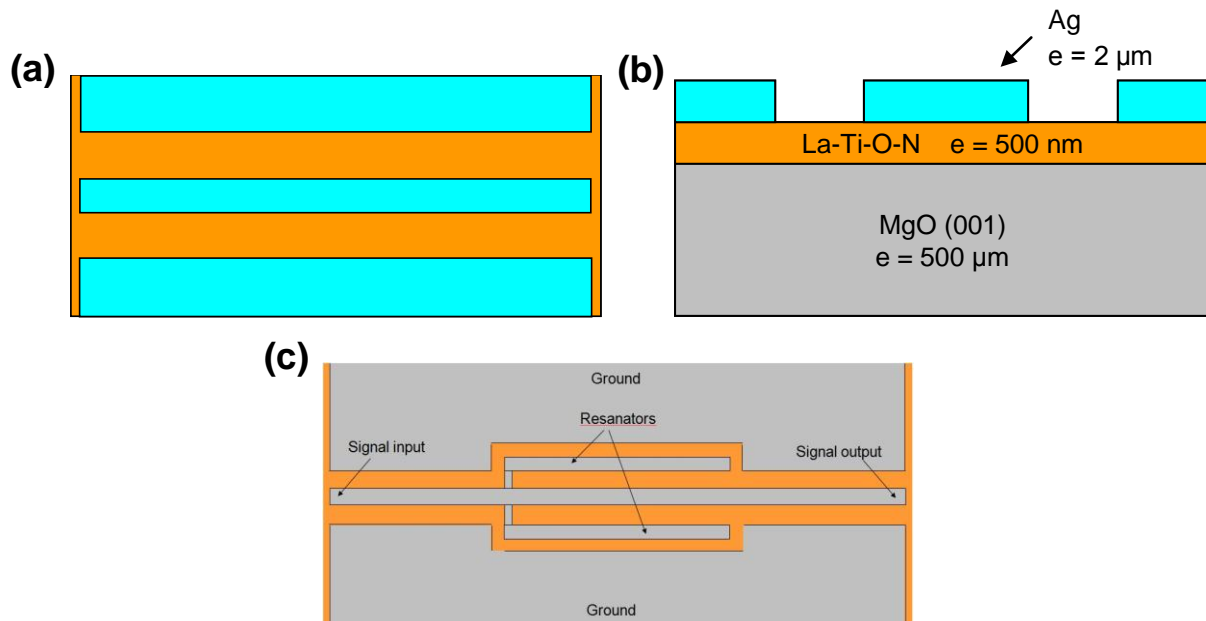 (a)
(b)
Ag
e = 2 µm
La-Ti-O-N e = 500 nm
MgO (001)
e = 500 µm
(c)
Ground
Resanators
Signal input
Signal output
Ground